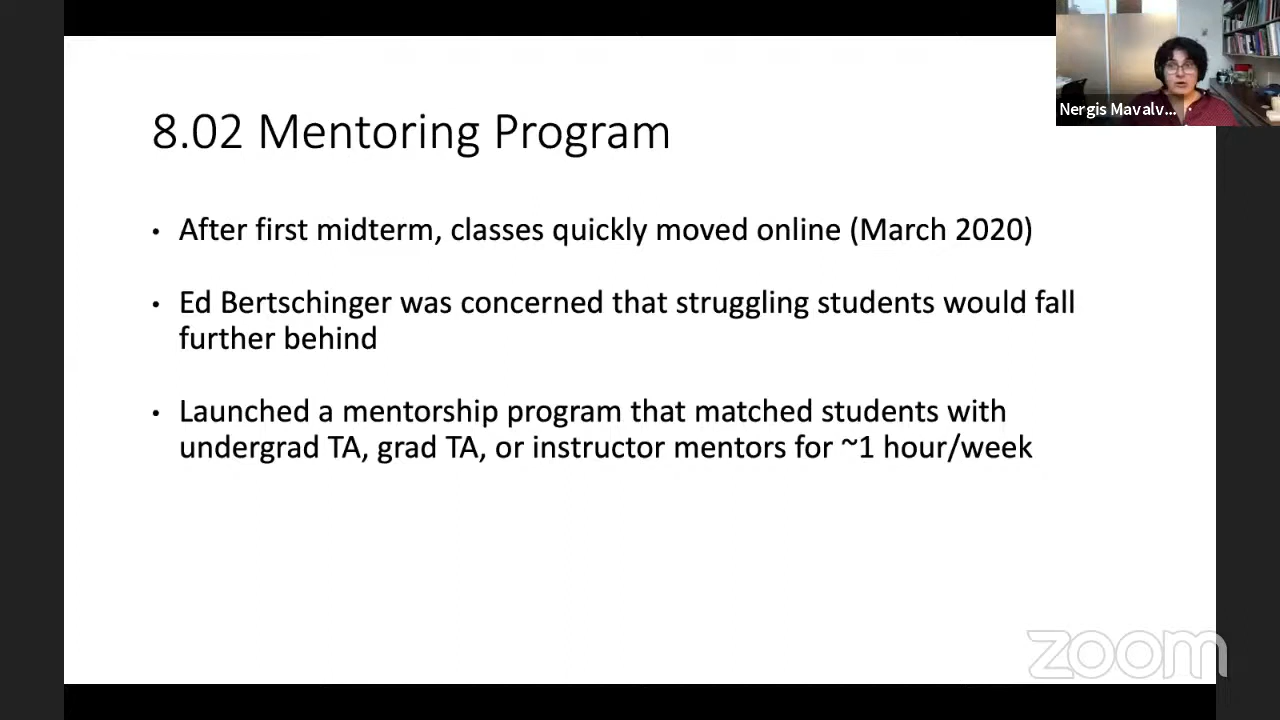 8.02 Mentoring Program
Nergis Mavalv...
• After first midterm, classes quickly moved online (March 2020)
• Ed Bertschinger was concerned that struggling students would fall
further behind
• Launched a mentorship program that matched students with
undergrad TA, grad TA, or instructor mentors for ~1 hour/week
zoom